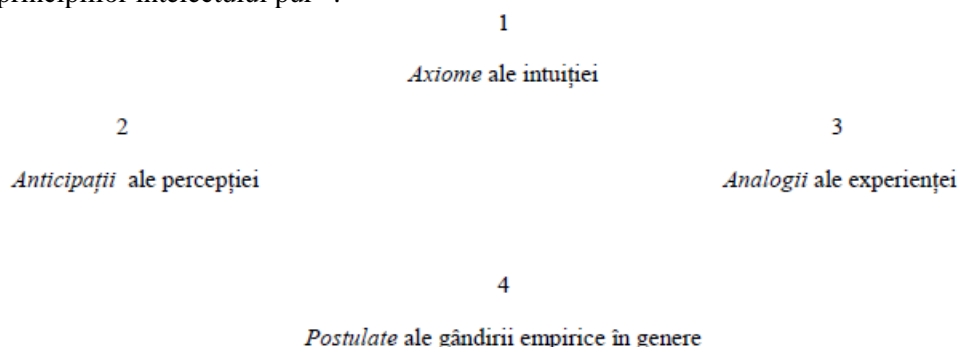 principiilor intelectului pur
1
Axiome ale intuiției
2 3
Anticipații ale percepției Analogii ale experienței
4
Postulate ale gândirii empirice în genere